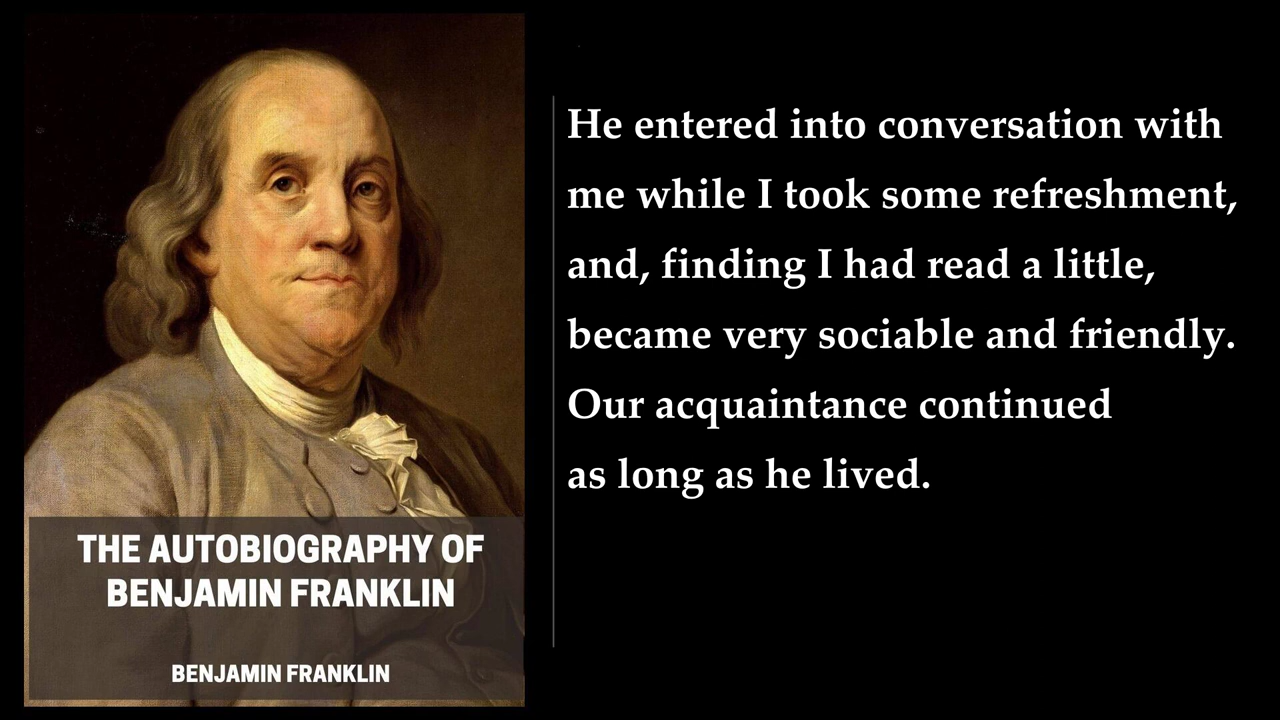 THE AUTOBIOGRAPHY OF
BENJAMIN FRANKLIN
BENJAMIN FRANKLIN
He entered into conversation with
me while I took some refreshment,
and, finding I had read a little,
became very sociable and friendly.
Our acquaintance continued
as long as he lived.